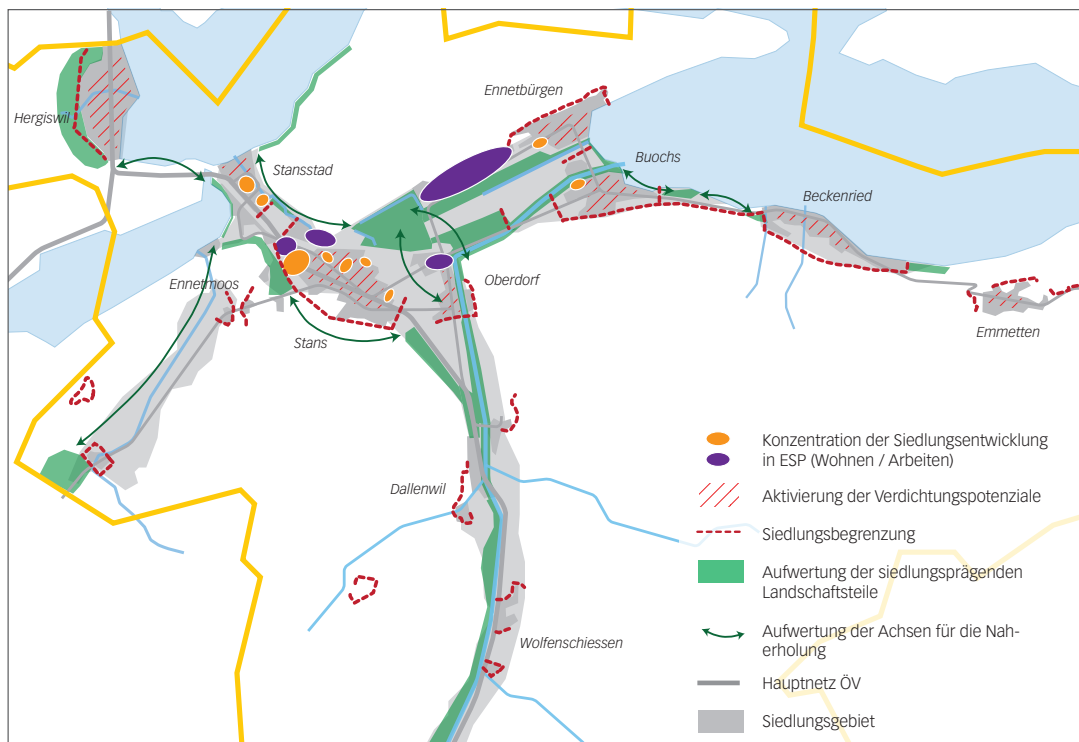 Ennetbürgen
Hergiswil
Buochs
Stansstad
Beckenried
Ennetmoos
Oberdorf
Emmetten
Stans
Dallenwil
Wolfenschiessen
Konzentration der Siedlungsentwicklung
in ESP (Wohnen / Arbeiten)
Aktivierung der Verdichtungspotenziale
Siedlungsbegrenzung
Aufwertung der siedlungsprägenden
Landschaftsteile
Aufwertung der Achsen für die Nah-
erholung
Hauptnetz ÖV
Siedlungsgebiet